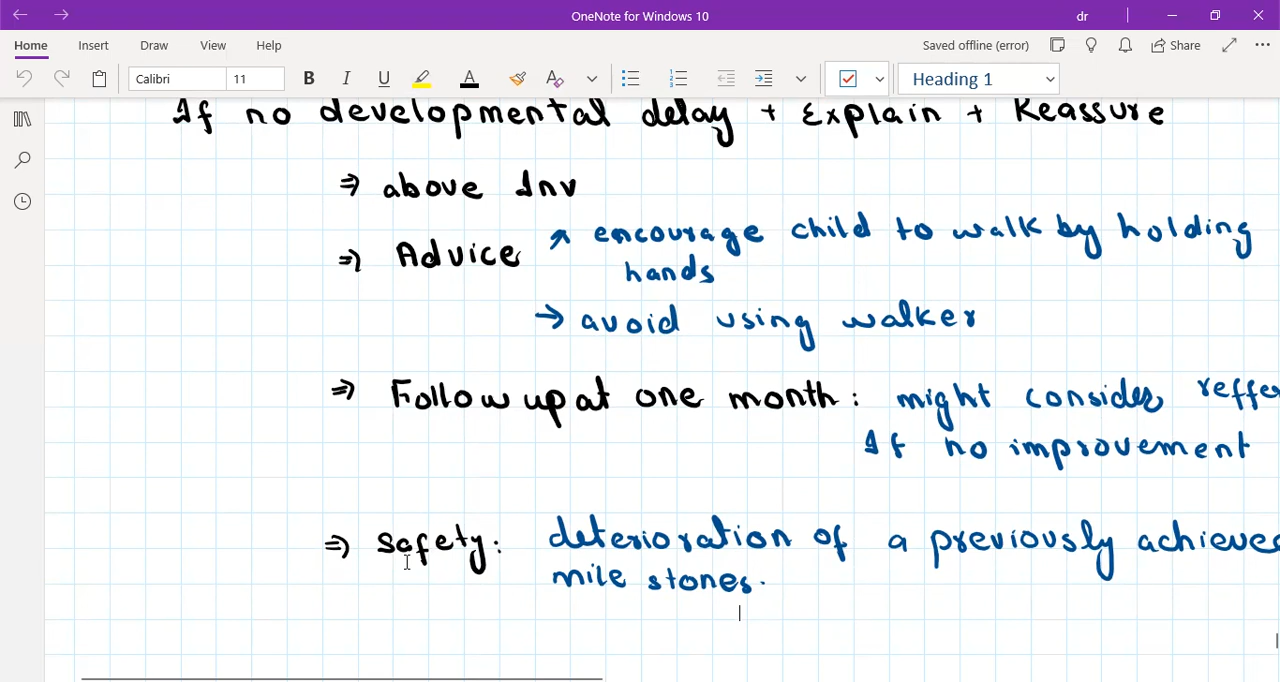 OneNote for Windows 10
dr
Home Insert Draw View Help
Saved offline (error)
Share
Calibri 11 B I U A Heading 1
If no developmental delay + Explain + Reassure
⇒ above Inv
⇒ Advice ↗ encourage child to walk by holding
hands
→ avoid using walker
⇒ Follow up at one month: might consider reffe
If no improvement
⇒ Safety: deterioration of a previously achieve
mile stones.